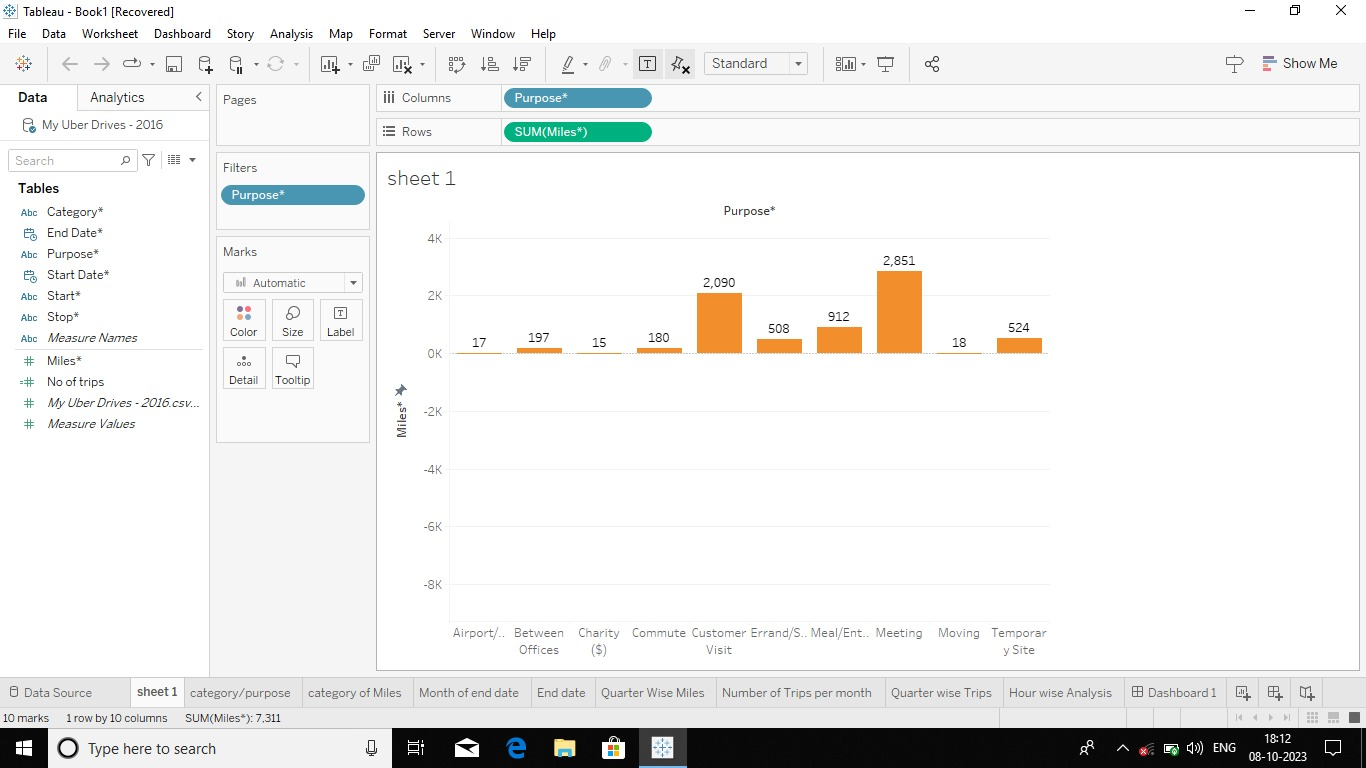 Tableau - Book1 [Recovered]
File Data Worksheet Dashboard Story Analysis Map Format Server Window Help
Standard
Show Me
Data Analytics
My Uber Drives - 2016
Search
Tables
Abc Category*
End Date*
Abc Purpose*
Start Date*
Abc Start*
Abc Stop*
Abc Measure Names
# Miles*
=# No of trips
# My Uber Drives - 2016.csv...
# Measure Values
Pages
Filters
Purpose*
Marks
Automatic
Color Size Label
Detail Tooltip
Columns Purpose*
Rows SUM(Miles*)
sheet 1
Purpose*
Miles*
4K
2K
0K
-2K
-4K
-6K
-8K
17
197
15
180
2,090
508
912
2,851
18
524
Airport/..
Between
Offices
Charity
($)
Commute
Customer
Visit
Errand/S..
Meal/Ent..
Meeting
Moving
Temporar
y Site
Data Source sheet 1 category/purpose category of Miles Month of end date End date Quarter Wise Miles Number of Trips per month Quarter wise Trips Hour wise Analysis Dashboard 1
10 marks 1 row by 10 columns SUM(Miles*): 7,311
Type here to search
ENG
18:12
08-10-2023